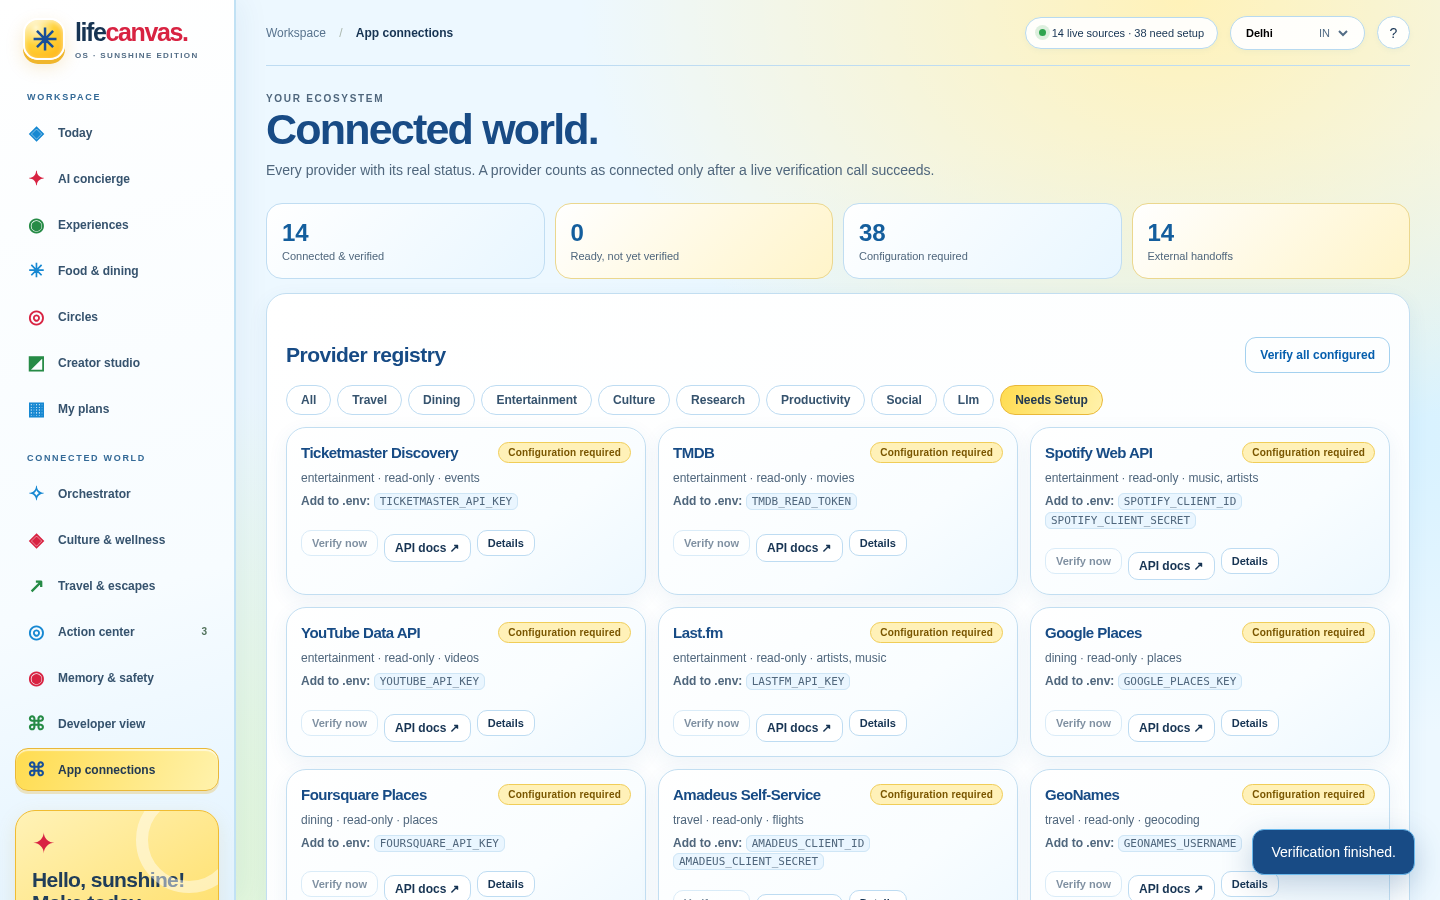 lifecanvas.
OS · SUNSHINE EDITION
WORKSPACE
Today
AI concierge
Experiences
Food & dining
Circles
Creator studio
My plans
CONNECTED WORLD
Orchestrator
Culture & wellness
Travel & escapes
Action center 3
Memory & safety
Developer view
App connections
Hello, sunshine!
Workspace / App connections
14 live sources · 38 need setup
Delhi IN
?
YOUR ECOSYSTEM
Connected world.
Every provider with its real status. A provider counts as connected only after a live verification call succeeds.
14
Connected & verified
0
Ready, not yet verified
38
Configuration required
14
External handoffs
Provider registry
Verify all configured
All Travel Dining Entertainment Culture Research Productivity Social Llm Needs Setup
Ticketmaster Discovery Configuration required
entertainment · read-only · events
Add to .env: TICKETMASTER_API_KEY
Verify now API docs ↗ Details
TMDB Configuration required
entertainment · read-only · movies
Add to .env: TMDB_READ_TOKEN
Verify now API docs ↗ Details
Spotify Web API Configuration required
entertainment · read-only · music, artists
Add to .env: SPOTIFY_CLIENT_ID
SPOTIFY_CLIENT_SECRET
Verify now API docs ↗ Details
YouTube Data API Configuration required
entertainment · read-only · videos
Add to .env: YOUTUBE_API_KEY
Verify now API docs ↗ Details
Last.fm Configuration required
entertainment · read-only · artists, music
Add to .env: LASTFM_API_KEY
Verify now API docs ↗ Details
Google Places Configuration required
dining · read-only · places
Add to .env: GOOGLE_PLACES_KEY
Verify now API docs ↗ Details
Foursquare Places Configuration required
dining · read-only · places
Add to .env: FOURSQUARE_API_KEY
Verify now API docs ↗ Details
Amadeus Self-Service Configuration required
travel · read-only · flights
Add to .env: AMADEUS_CLIENT_ID
AMADEUS_CLIENT_SECRET
GeoNames Configuration required
travel · read-only · geocoding
Add to .env: GEONAMES_USERNAME
Verify now API docs ↗ Details
Verification finished.